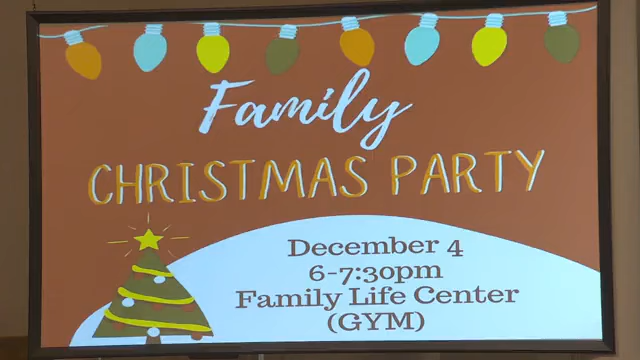 Family
CHRISTMAS PARTY
December 4
6-7:30pm
Family Life Center
(GYM)